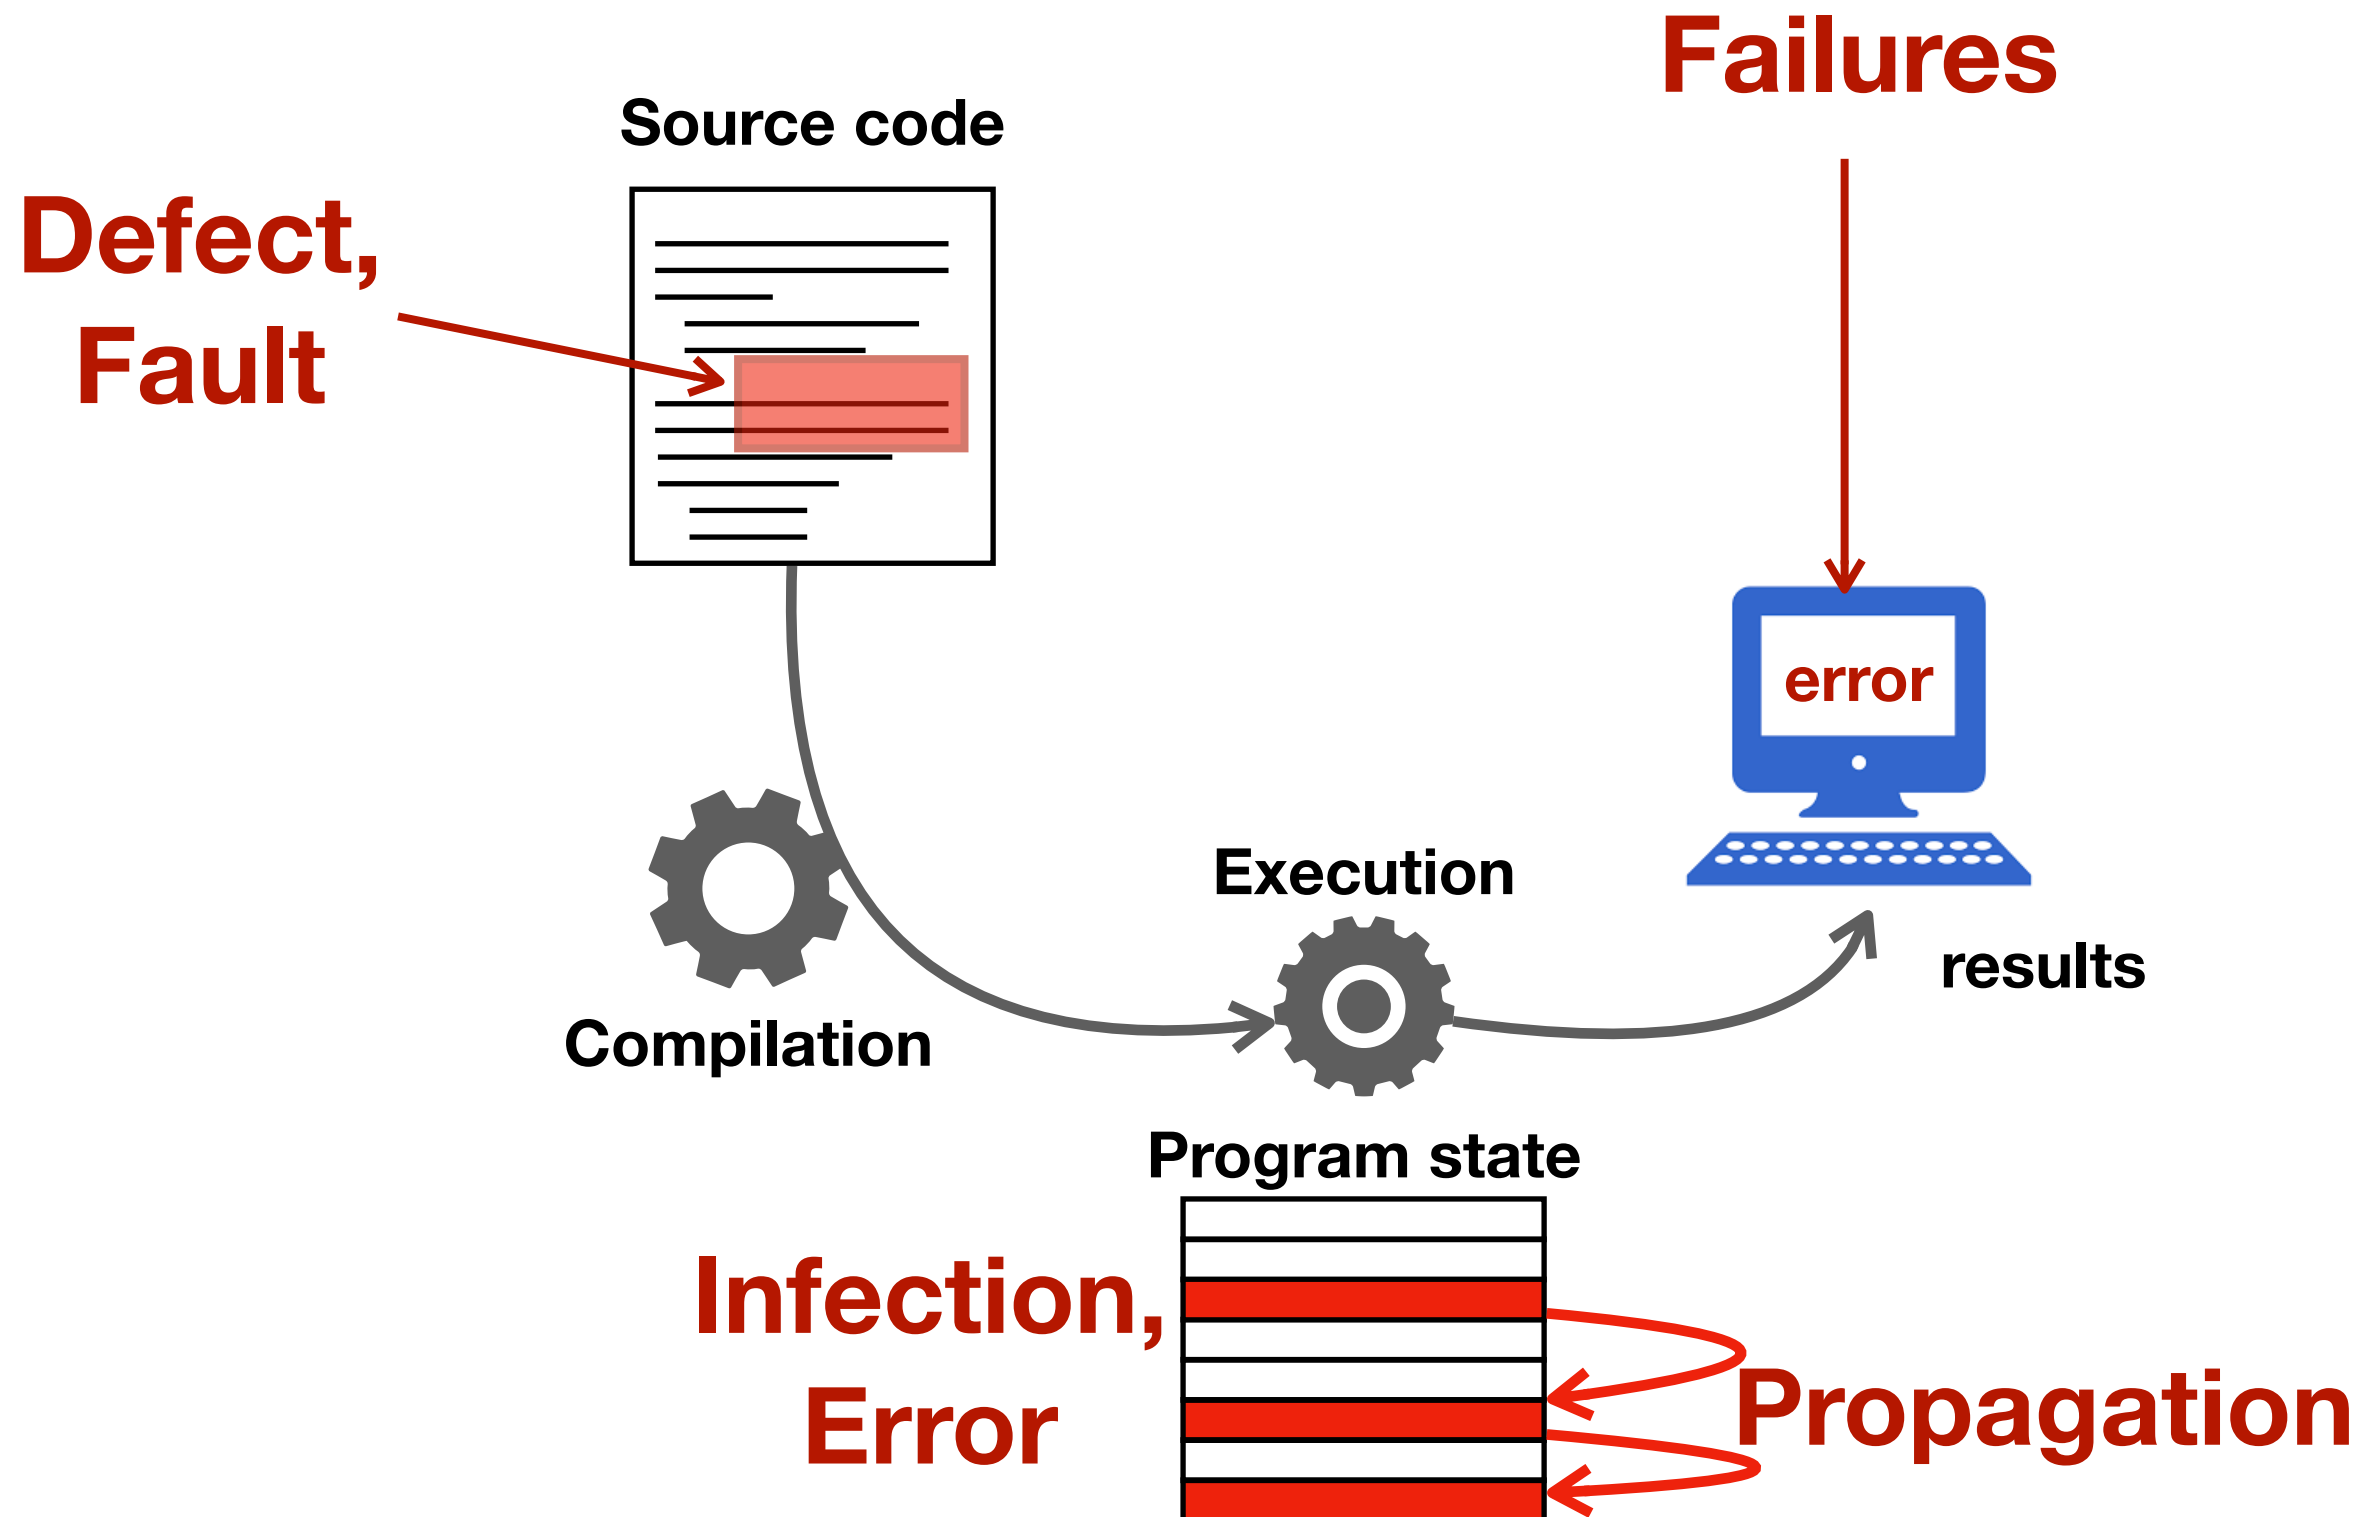 Failures
Source code
Defect,
Fault
error
Execution
results
Compilation
Program state
Infection,
Error
Propagation